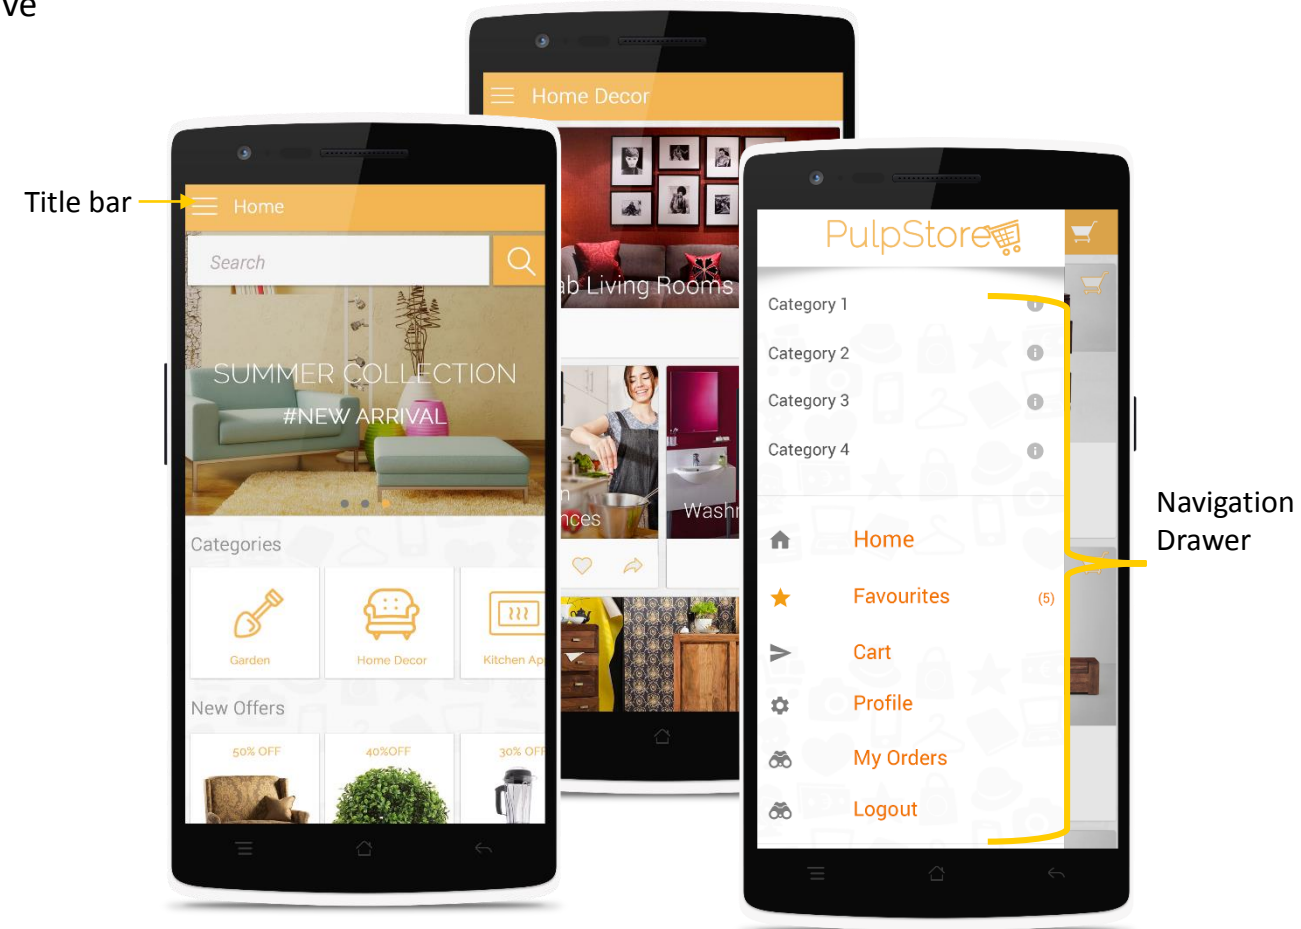 ve
Title bar
Home
Search
SUMMER COLLECTION
#NEW ARRIVAL
Categories
Garden
Home Decor
Kitchen Ap
New Offers
50% OFF
40%OFF
30% OFF
Home Decor
ab Living Rooms
n
nces
Washr
PulpStore
Category 1
Category 2
Category 3
Category 4
Home
Favourites (5)
Cart
Profile
My Orders
Logout
Navigation
Drawer